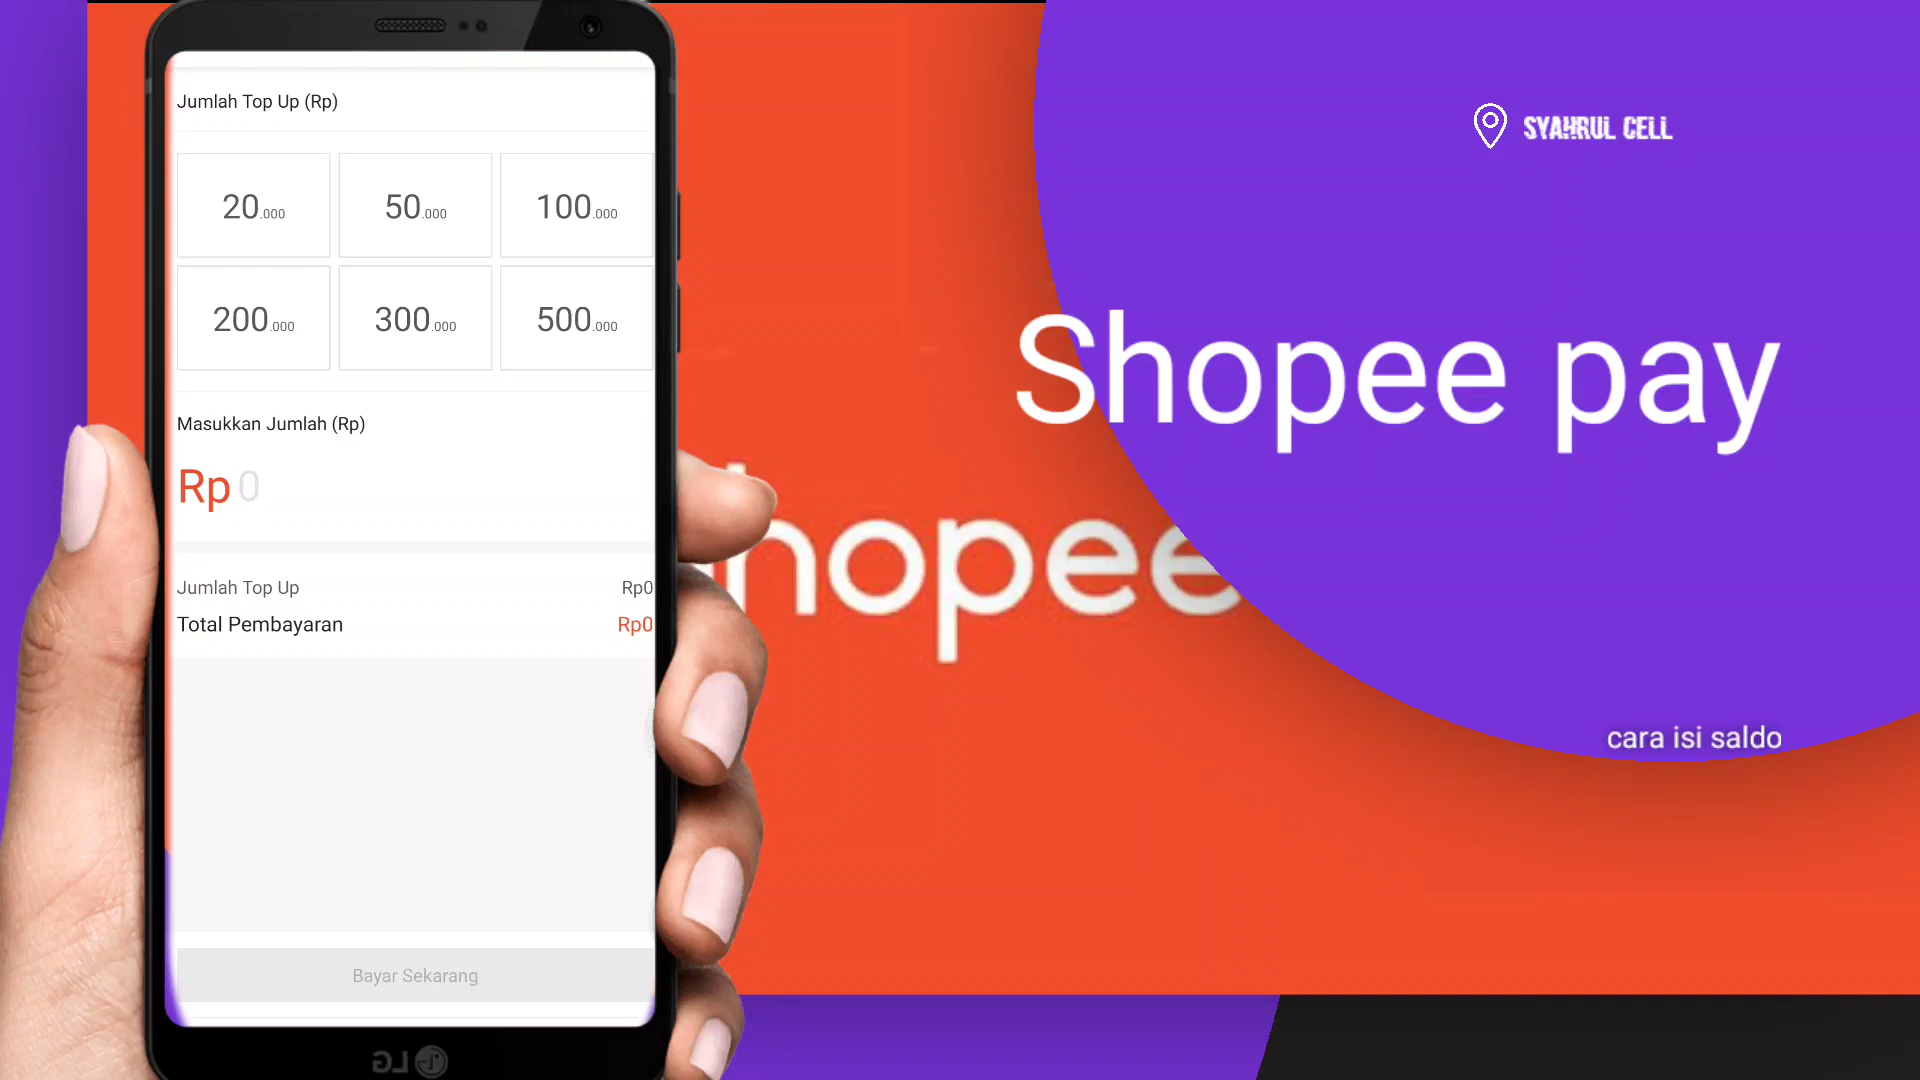 Jumlah Top Up (Rp)
20.000
50.000
100.000
200.000
300.000
500.000
Masukkan Jumlah (Rp)
Rp 0
Jumlah Top Up Rp0
Total Pembayaran Rp0
Bayar Sekarang
LG
SYAHRUL CELL
Shopee pay
hopee
cara isi saldo